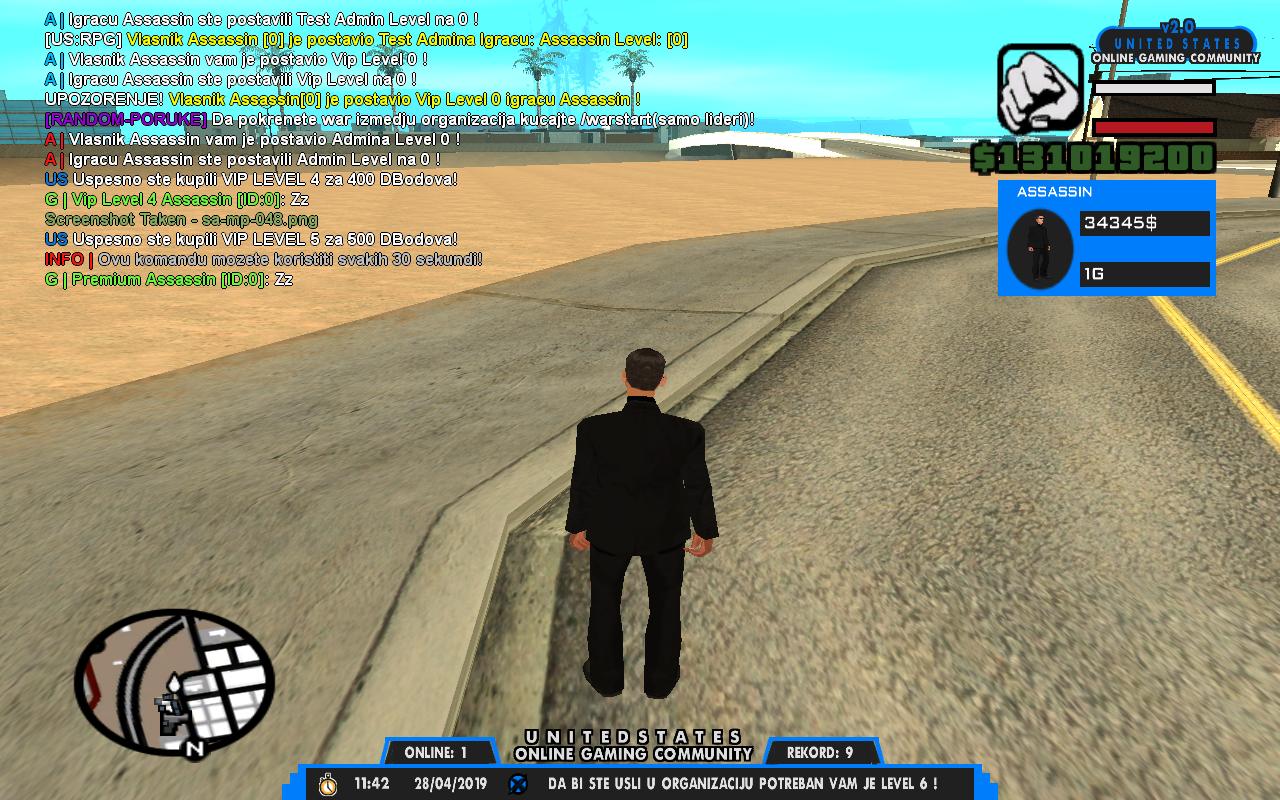 A | Igracu Assassin ste postavili Test Admin Level na 0 !
[US:RPG] Vlasnik Assassin [0] je postavio Test Admina Igracu: Assassin Level: [0]
A | Vlasnik Assassin vam je postavio Vip Level 0 !
A | Igracu Assassin ste postavili Vip Level na 0 !
UPOZORENJE! Vlasnik Assassin[0] je postavio Vip Level 0 igracu Assassin !
[RANDOM-PORUKE] Da pokrenete war izmedju organizacija kucajte /warstart(samo lideri)!
A | Vlasnik Assassin vam je postavio Admina Level 0 !
A | Igracu Assassin ste postavili Admin Level na 0 !
US Uspesno ste kupili VIP LEVEL 4 za 400 DBodova!
G | Vip Level 4 Assassin [ID:0]: Zz
Screenshot Taken - sa-mp-048.png
US Uspesno ste kupili VIP LEVEL 5 za 500 DBodova!
INFO | Ovu komandu mozete koristiti svakih 30 sekundi!
G | Premium Assassin [ID:0]: Zz
v2.0
UNITED STATES
ONLINE GAMING COMMUNITY
$131019200
ASSASSIN
34345$
1G
N
UNITEDSTATES
ONLINE GAMING COMMUNITY
ONLINE: 1
REKORD: 9
11:42 28/04/2019 DA BI STE USLI U ORGANIZACIJU POTREBAN VAM JE LEVEL 6 !